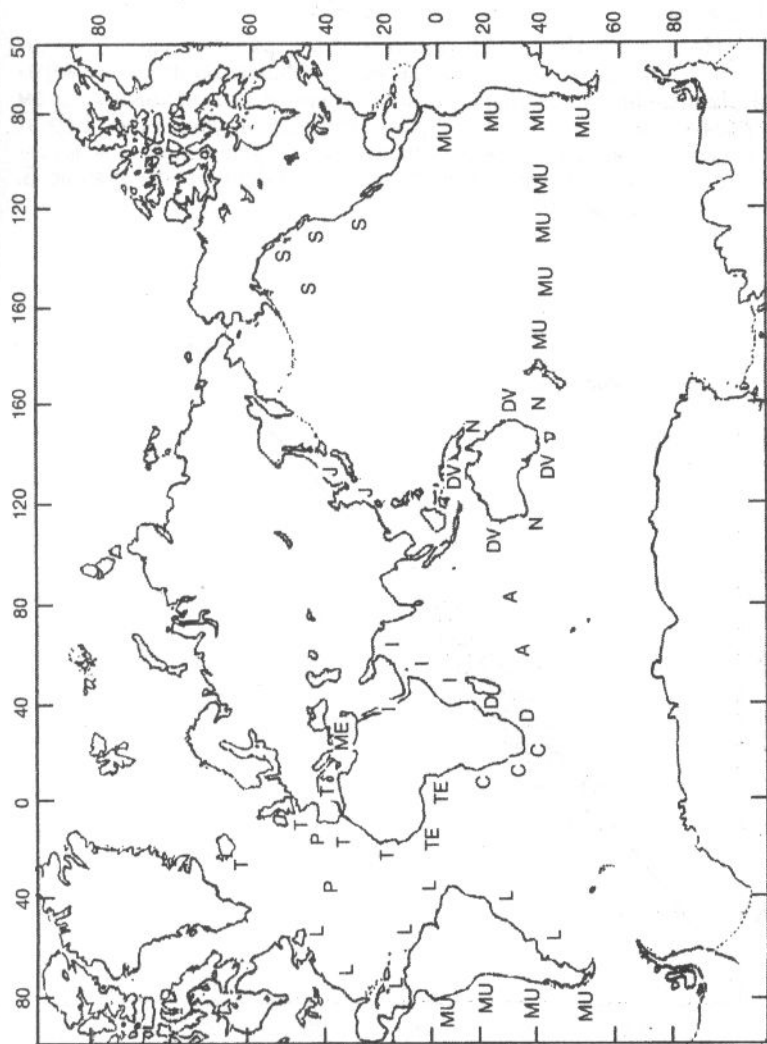 80 40 0 40 80 120 160 160 120 80 50
80
T
60
S
T S
L P S
40
P T J
L T ME
J S
20
T I I
L L
I
L TE TE 0
MU I DV MU
N
MU C D DV MU 20
L A DV
C D A
MU C N N MU MU MU MU MU 40
L DV
MU MU
80